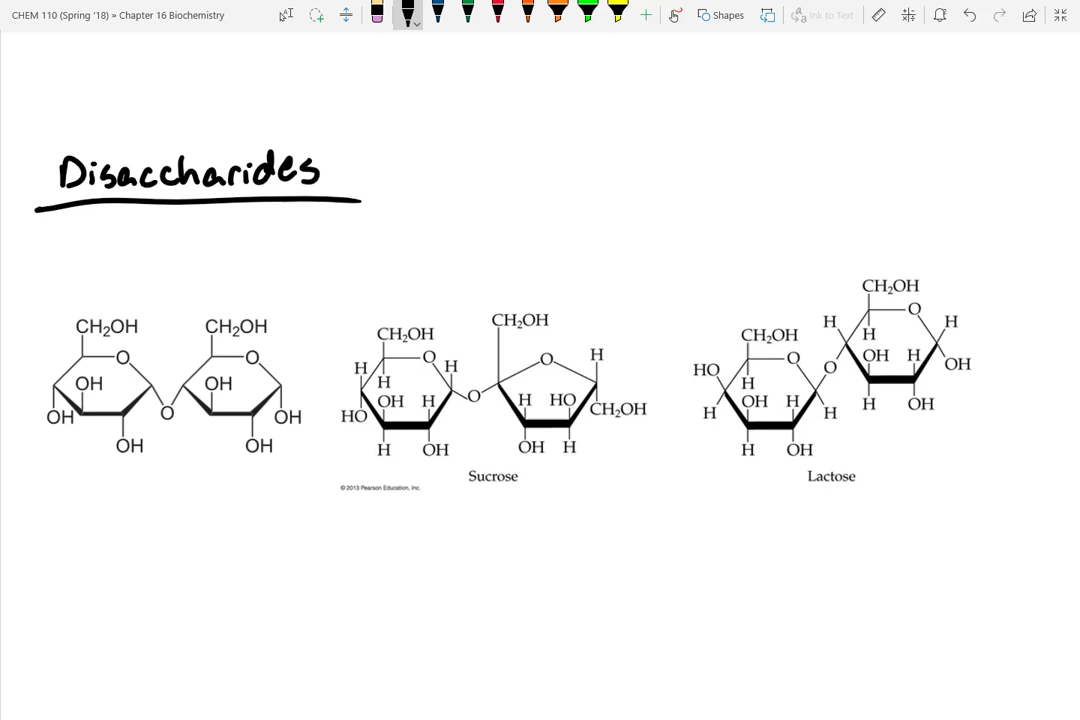 CHEM 110 (Spring '18) » Chapter 16 Biochemistry
Shapes
Ink to Text
Disaccharides
CH₂OH
O
OH
OH
OH
O
CH₂OH
O
OH
OH
OH
CH₂OH
O
H
H
H
OH
H
HO
H
OH
O
CH₂OH
O
H
H
HO
CH₂OH
OH
H
Sucrose
©2013 Pearson Education, Inc.
CH₂OH
O
HO
H
OH
H
H
H
H
OH
O
CH₂OH
O
H
H
H
OH
H
OH
H
OH
Lactose